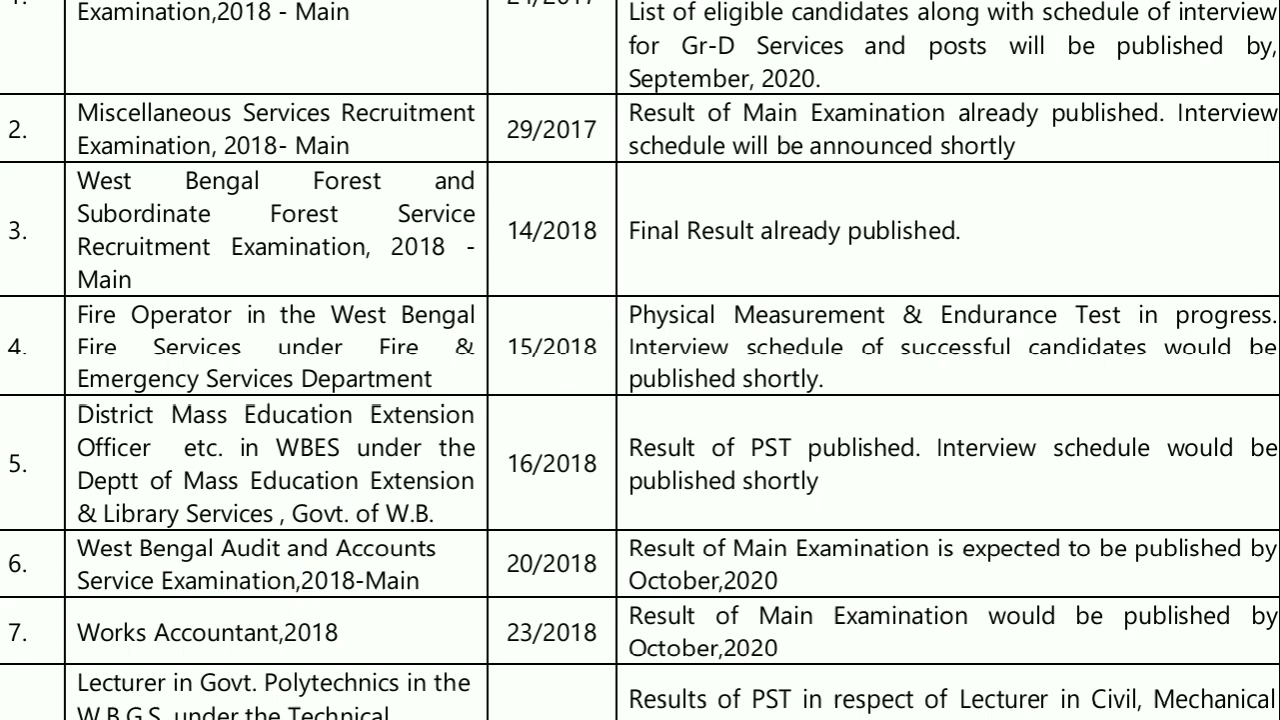 Examination,2018 - Main
List of eligible candidates along with schedule of interview
for Gr-D Services and posts will be published by,
September, 2020.
2.
Miscellaneous Services Recruitment
Examination, 2018- Main
29/2017
Result of Main Examination already published. Interview
schedule will be announced shortly
3.
West Bengal Forest and
Subordinate Forest Service
Recruitment Examination, 2018 -
Main
14/2018
Final Result already published.
4.
Fire Operator in the West Bengal
Fire Services under Fire &
Emergency Services Department
15/2018
Physical Measurement & Endurance Test in progress.
Interview schedule of successful candidates would be
published shortly.
5.
District Mass Education Extension
Officer etc. in WBES under the
Deptt of Mass Education Extension
& Library Services , Govt. of W.B.
16/2018
Result of PST published. Interview schedule would be
published shortly
6.
West Bengal Audit and Accounts
Service Examination,2018-Main
20/2018
Result of Main Examination is expected to be published by
October,2020
7.
Works Accountant,2018
23/2018
Result of Main Examination would be published by
October,2020
Lecturer in Govt. Polytechnics in the
W.B.G.S. under the Technical
Results of PST in respect of Lecturer in Civil, Mechanical